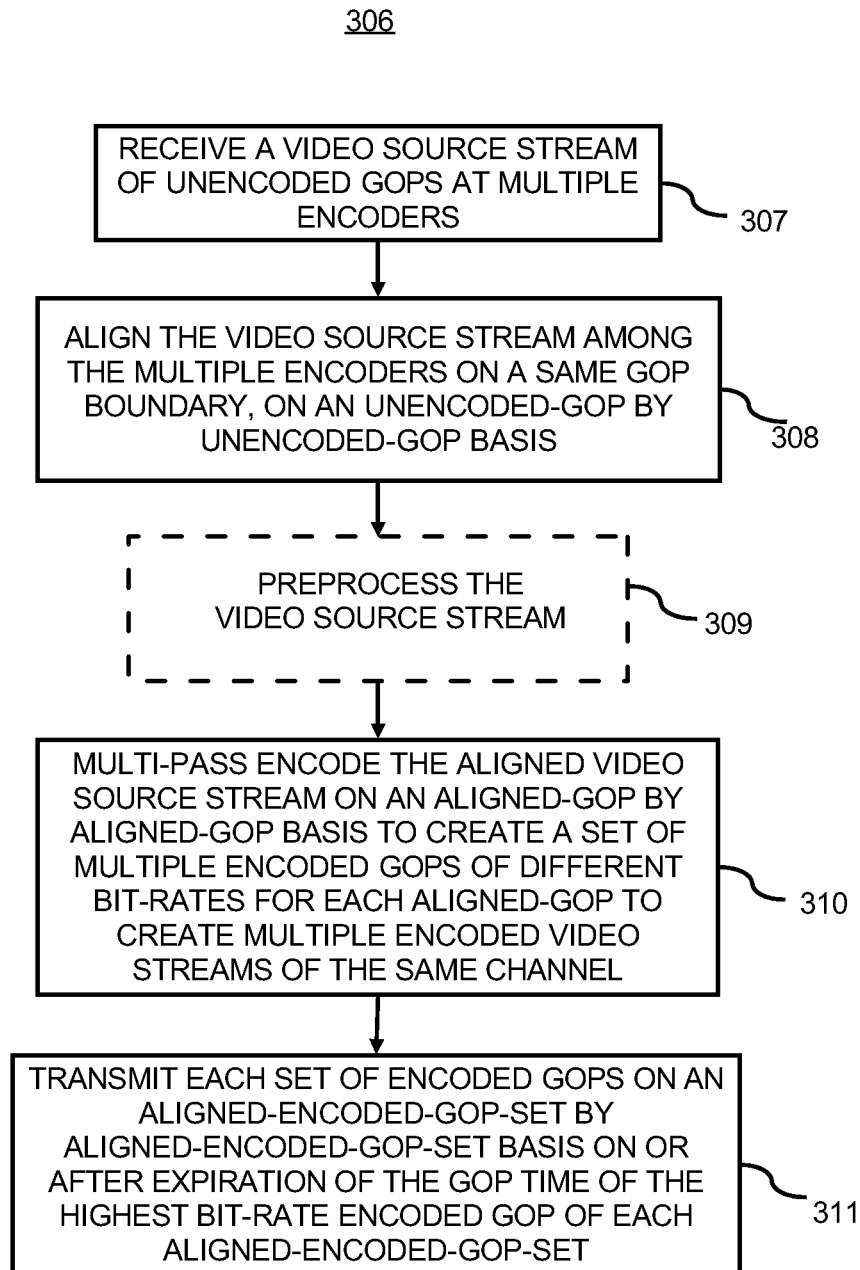 306
RECEIVE A VIDEO SOURCE STREAM
OF UNENCODED GOPS AT MULTIPLE
ENCODERS
307
ALIGN THE VIDEO SOURCE STREAM AMONG
THE MULTIPLE ENCODERS ON A SAME GOP
BOUNDARY, ON AN UNENCODED-GOP BY
UNENCODED-GOP BASIS
308
PREPROCESS THE
VIDEO SOURCE STREAM
309
MULTI-PASS ENCODE THE ALIGNED VIDEO
SOURCE STREAM ON AN ALIGNED-GOP BY
ALIGNED-GOP BASIS TO CREATE A SET OF
MULTIPLE ENCODED GOPS OF DIFFERENT
BIT-RATES FOR EACH ALIGNED-GOP TO
CREATE MULTIPLE ENCODED VIDEO
STREAMS OF THE SAME CHANNEL
310
TRANSMIT EACH SET OF ENCODED GOPS ON AN
ALIGNED-ENCODED-GOP-SET BY
ALIGNED-ENCODED-GOP-SET BASIS ON OR
AFTER EXPIRATION OF THE GOP TIME OF THE
HIGHEST BIT-RATE ENCODED GOP OF EACH
ALIGNED-ENCODED-GOP-SET
311